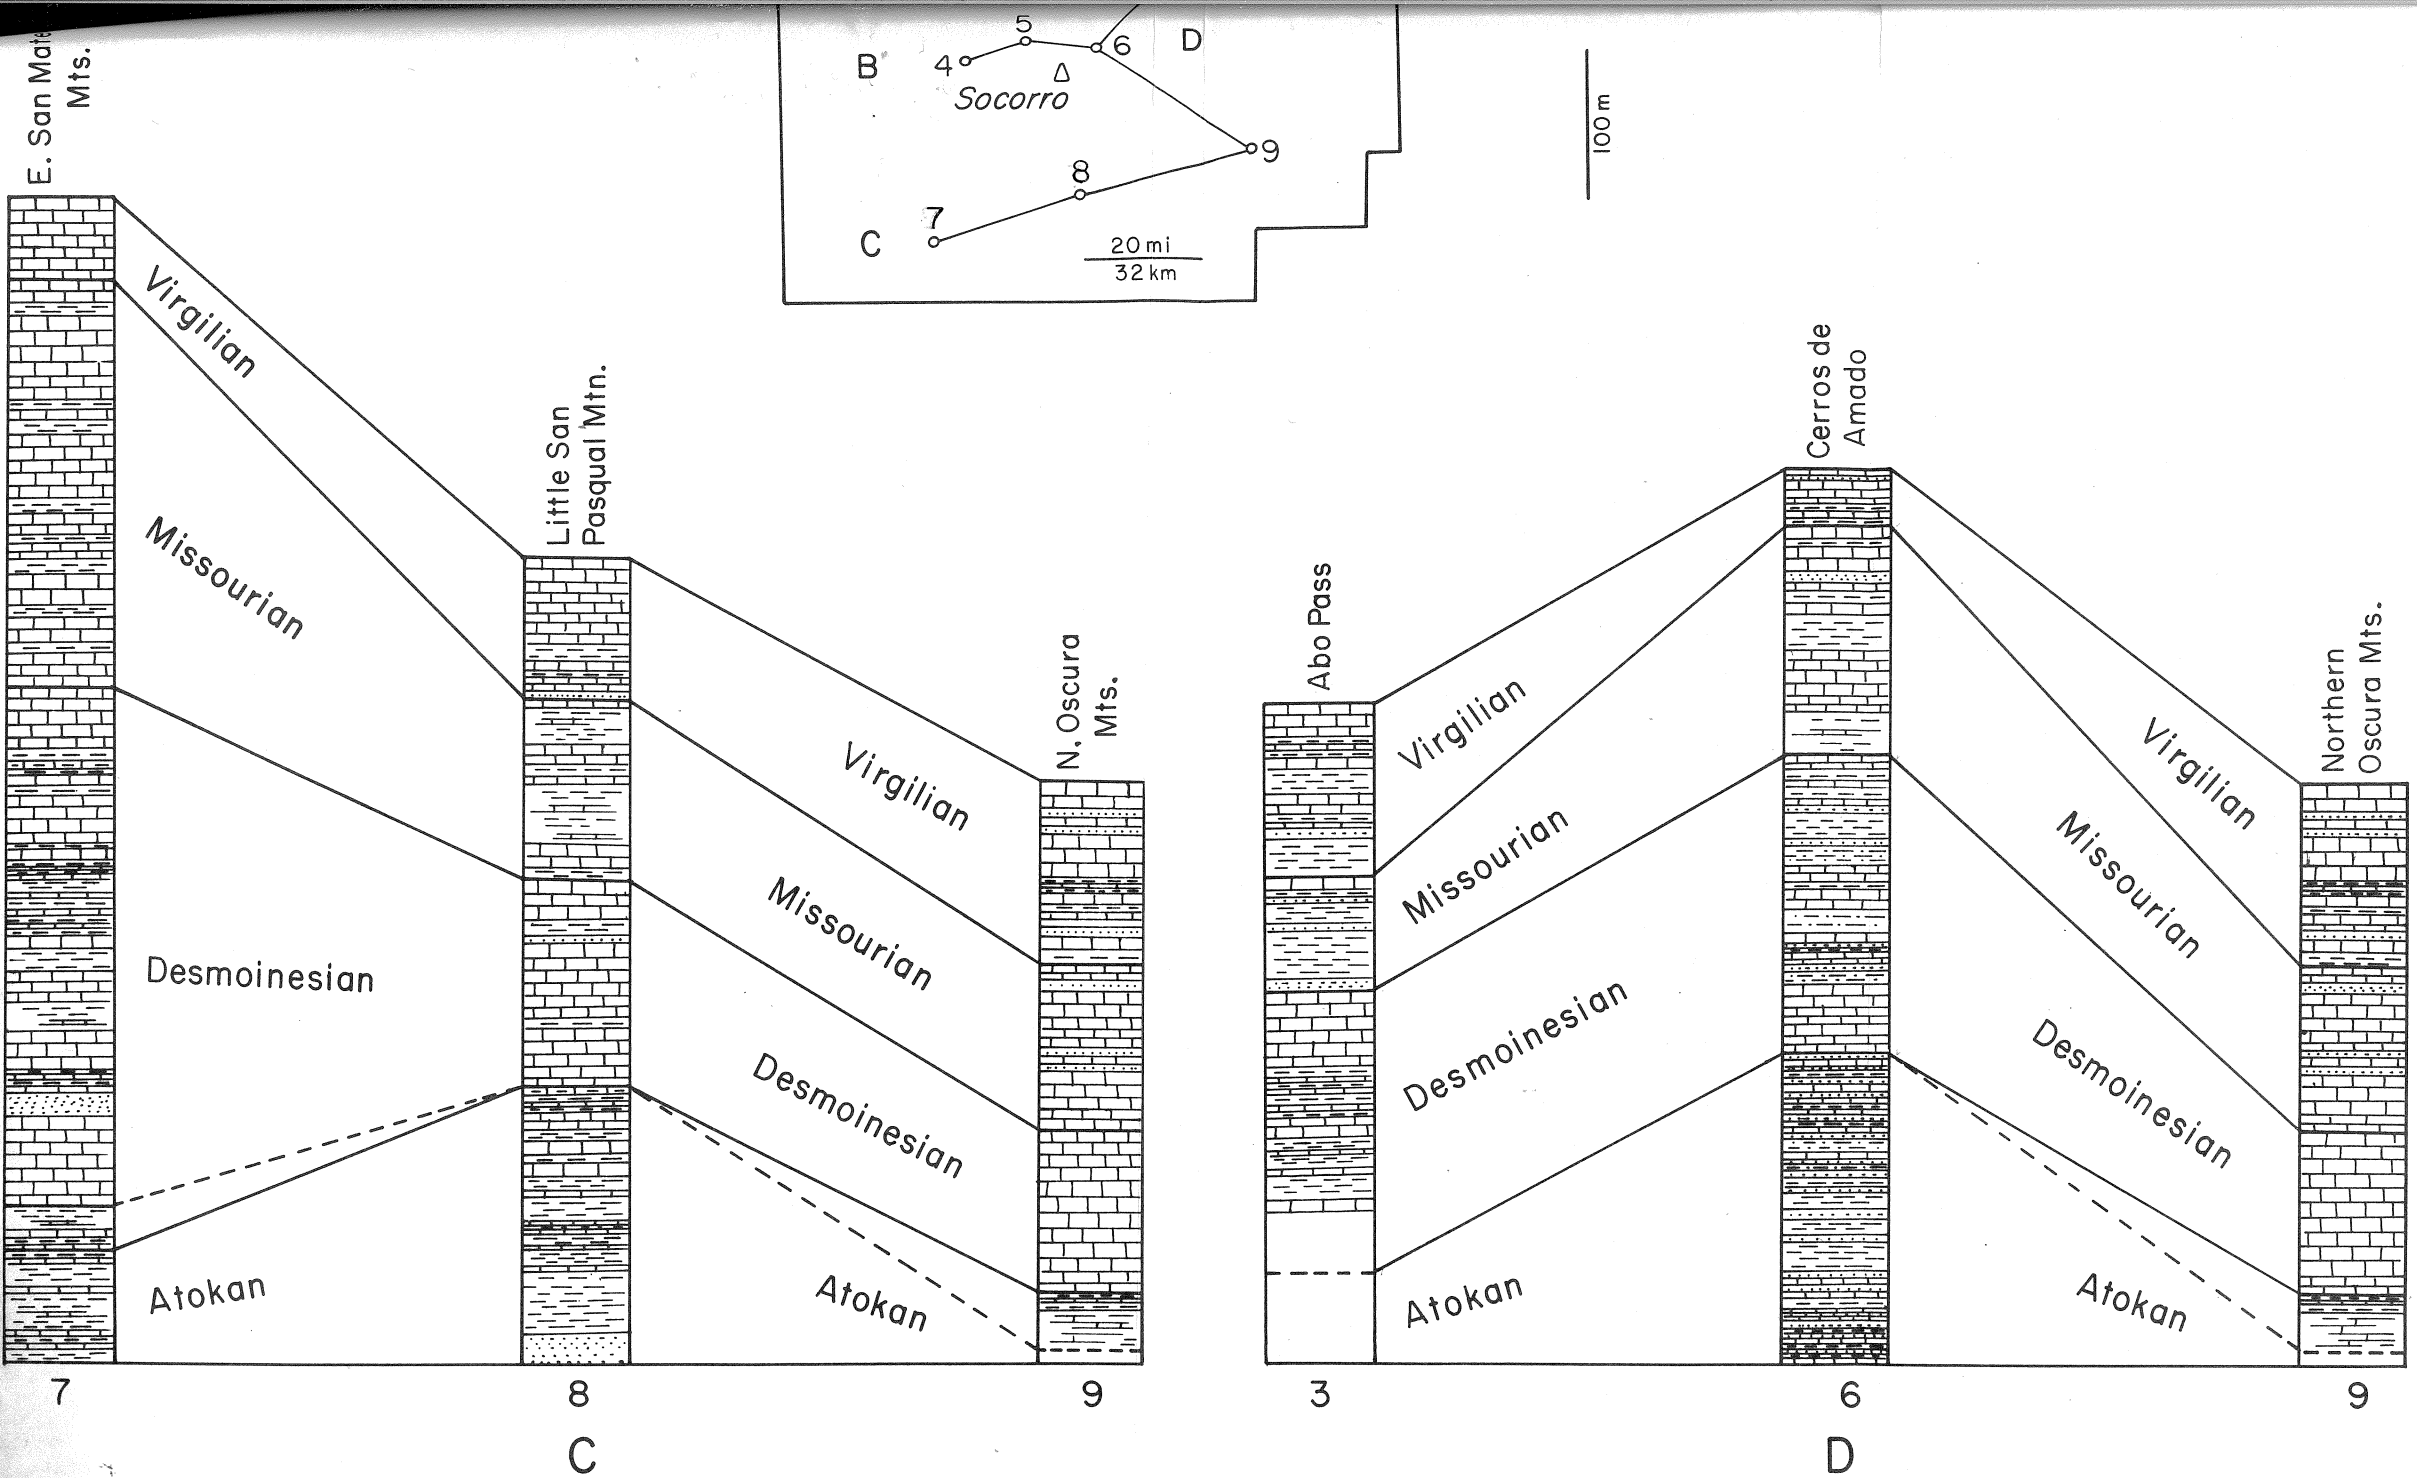 5
6
D
B
4
Socorro
9
8
7
C
20 mi
32 km
100 m
E. San
Mts.
Little San
Pasqual Mtn.
N. Oscura
Mts.
Abo Pass
Cerros de
Amado
Northern
Oscura Mts.
Virgilian
Missourian
Desmoinesian
Atokan
Virgilian
Missourian
Desmoinesian
Atokan
Virgilian
Missourian
Desmoinesian
Atokan
Virgilian
Missourian
Desmoinesian
Atokan
7
8
9
3
6
9
C
D